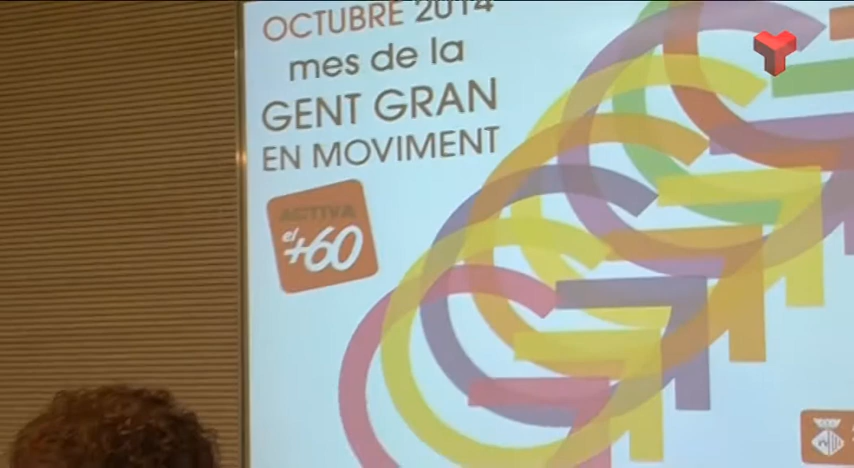 OCTUBRE 2014
mes de la
GENT GRAN
EN MOVIMENT
ACTIVA
el
+60